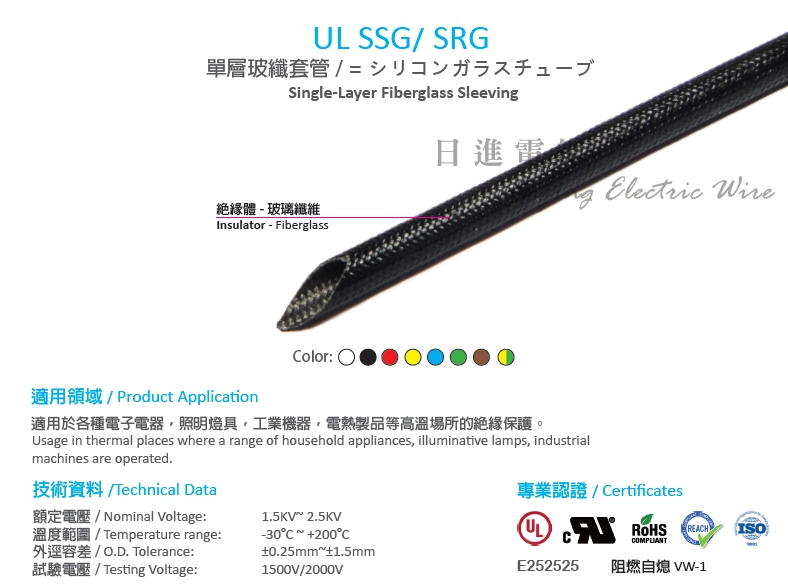 UL SSG/ SRG
單層玻纖套管 / = シリコンガラスチューブ
Single-Layer Fiberglass Sleeving
日進電
ng Electric Wire
絕緣體 - 玻璃纖維
Insulator - Fiberglass
Color:
適用領域 / Product Application
適用於各種電子電器，照明燈具，工業機器，電熱製品等高溫場所的絕緣保護。
Usage in thermal places where a range of household appliances, illuminative lamps, industrial
machines are operated.
技術資料 /Technical Data
額定電壓 / Nominal Voltage: 1.5KV~ 2.5KV
溫度範圍 / Temperature range: -30°C ~ +200°C
外逕容差 / O.D. Tolerance: ±0.25mm~±1.5mm
試驗電壓 / Testing Voltage: 1500V/2000V
專業認證 / Certificates
UL
c RU US
RoHS
COMPLIANT
REACH
ISO
E252525 阻燃自熄 VW-1